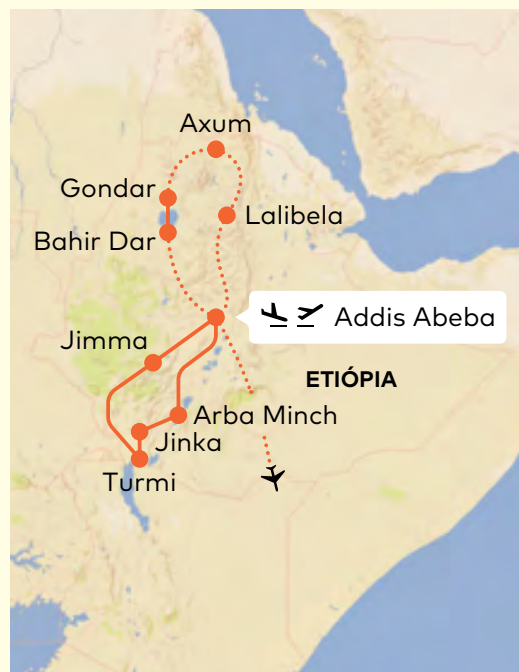 Axum
Gondar
Lalibela
Bahir Dar
Addis Abeba
Jimma
ETIÓPIA
Arba Minch
Jinka
Turmi